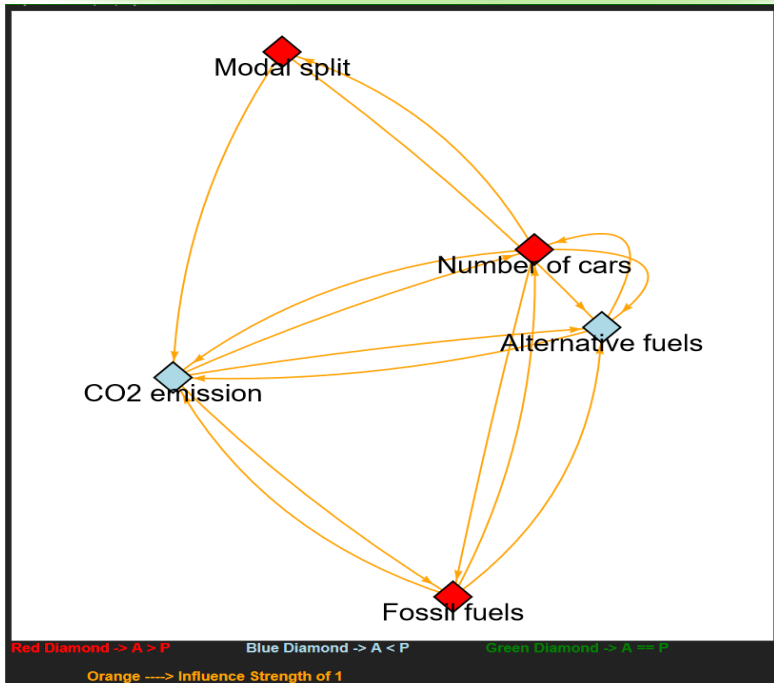 Modal split
Number of cars
Alternative fuels
CO2 emission
Fossil fuels
Red Diamond -> A > P Blue Diamond -> A < P Green Diamond -> A == P
Orange ----> Influence Strength of 1